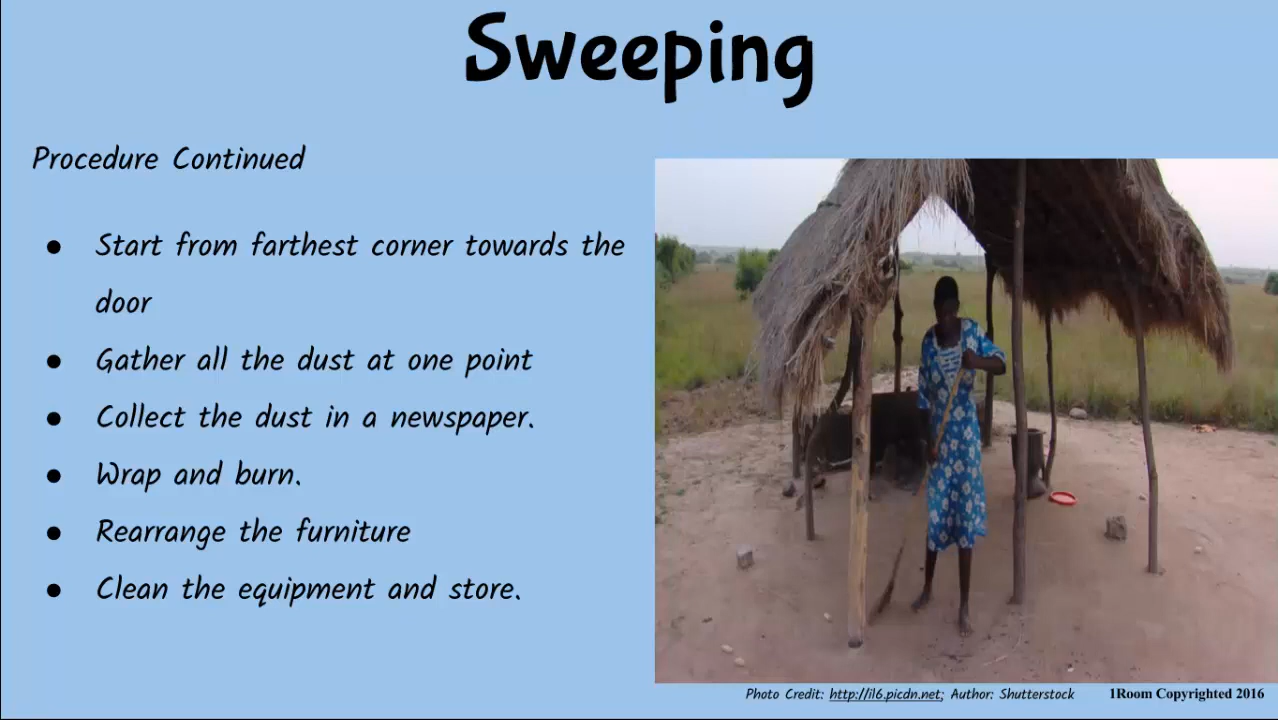 Sweeping
Procedure Continued
● Start from farthest corner towards the
door
● Gather all the dust at one point
● Collect the dust in a newspaper.
● Wrap and burn.
● Rearrange the furniture
● Clean the equipment and store.
Photo Credit: http://il6.picdn.net; Author: Shutterstock 1Room Copyrighted 2016